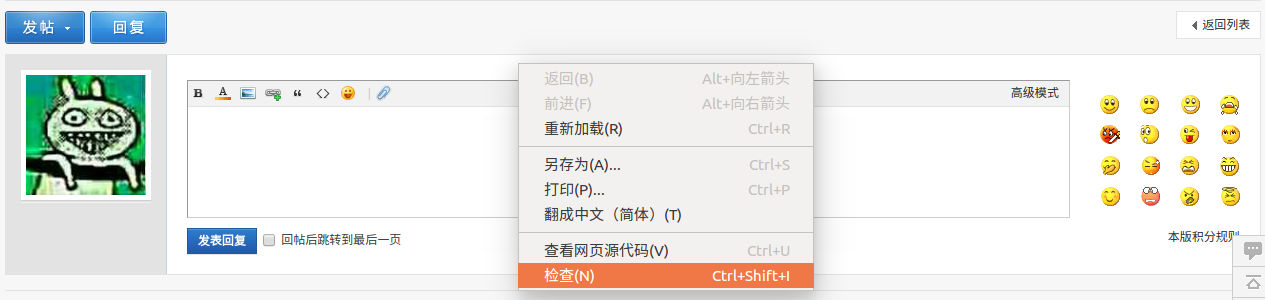 发帖
回复
返回列表
B A
高级模式
发表回复
回帖后跳转到最后一页
本版积分规则
返回(B) Alt+向左箭头
前进(F) Alt+向右箭头
重新加载(R) Ctrl+R
另存为(A)... Ctrl+S
打印(P)... Ctrl+P
翻成中文（简体）(T)
查看网页源代码(V) Ctrl+U
检查(N) Ctrl+Shift+I